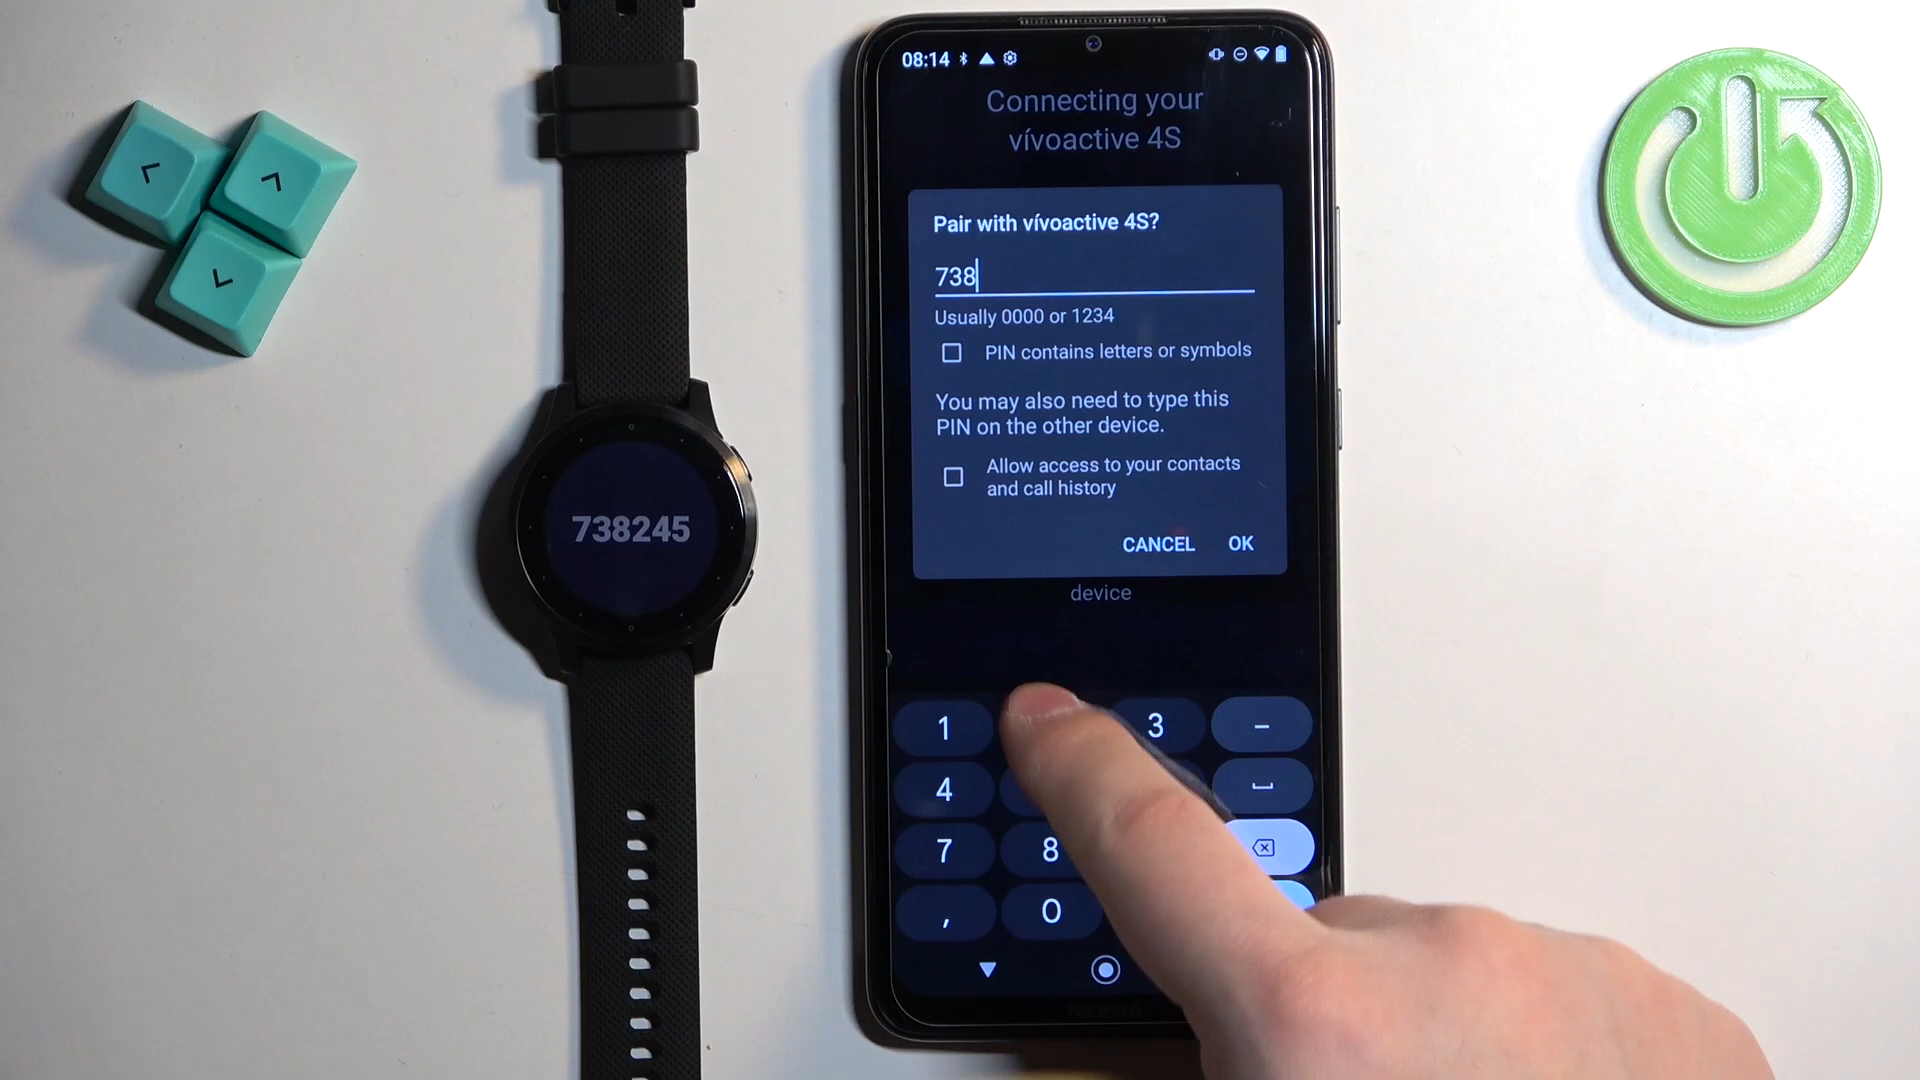 08:14
Connecting your
vívoactive 4S
Pair with vívoactive 4S?
738
Usually 0000 or 1234
PIN contains letters or symbols
You may also need to type this
PIN on the other device.
Allow access to your contacts
and call history
CANCEL OK
device
738245
1 3 -
4
7 8
, 0
NOKIA